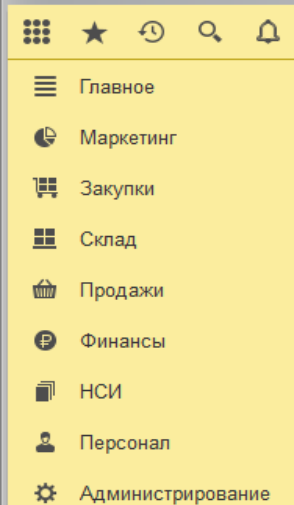 Главное
Маркетинг
Закупки
Склад
Продажи
Финансы
НСИ
Персонал
Администрирование